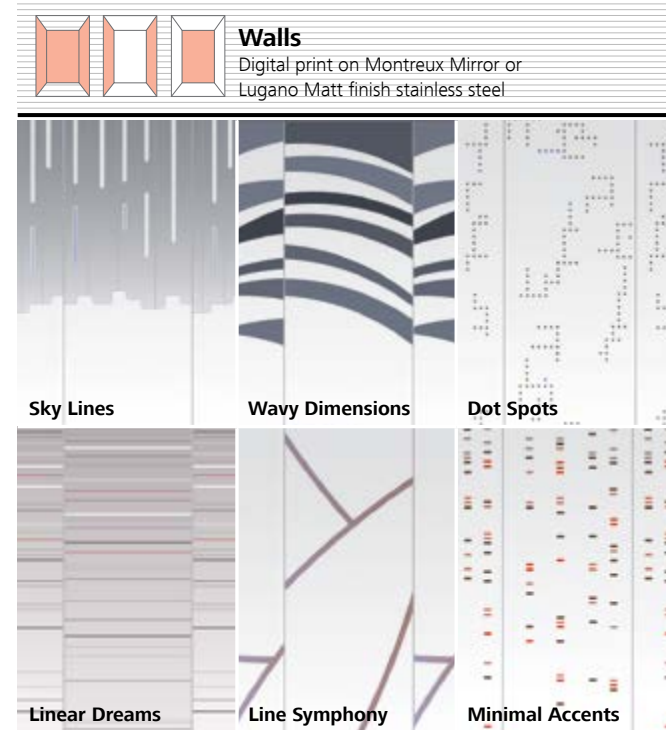 Walls
Digital print on Montreux Mirror or
Lugano Matt finish stainless steel
Sky Lines
Wavy Dimensions
Dot Spots
Linear Dreams
Line Symphony
Minimal Accents